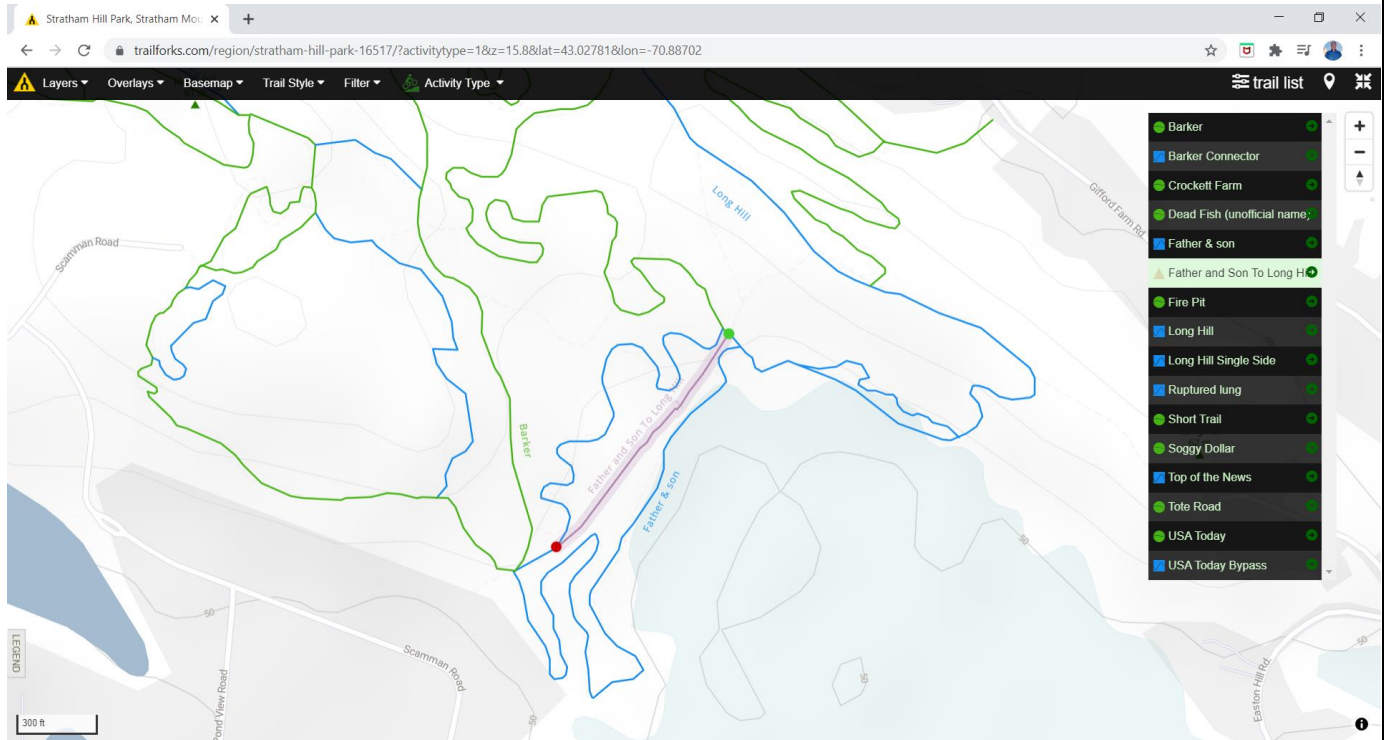 Stratham Hill Park, Stratham Mou
trailforks.com/region/stratham-hill-park-16517/?activitytype=1&z=15.8&lat=43.02781&lon=-70.88702
Layers Overlays Basemap Trail Style Filter Activity Type trail list
Barker
Barker Connector
Crockett Farm
Dead Fish (unofficial name)
Father & son
Father and Son To Long Hi
Fire Pit
Long Hill
Long Hill Single Side
Ruptured lung
Short Trail
Soggy Dollar
Top of the News
Tote Road
USA Today
USA Today Bypass
Gifford Farm Rd
Long Hill
Scamman Road
Barker
Father and Son To Long Hill
Father & son
50
50
50
50
50
50
Scamman Road
Pond View Road
Easton Hill Rd
LEGEND
300 ft